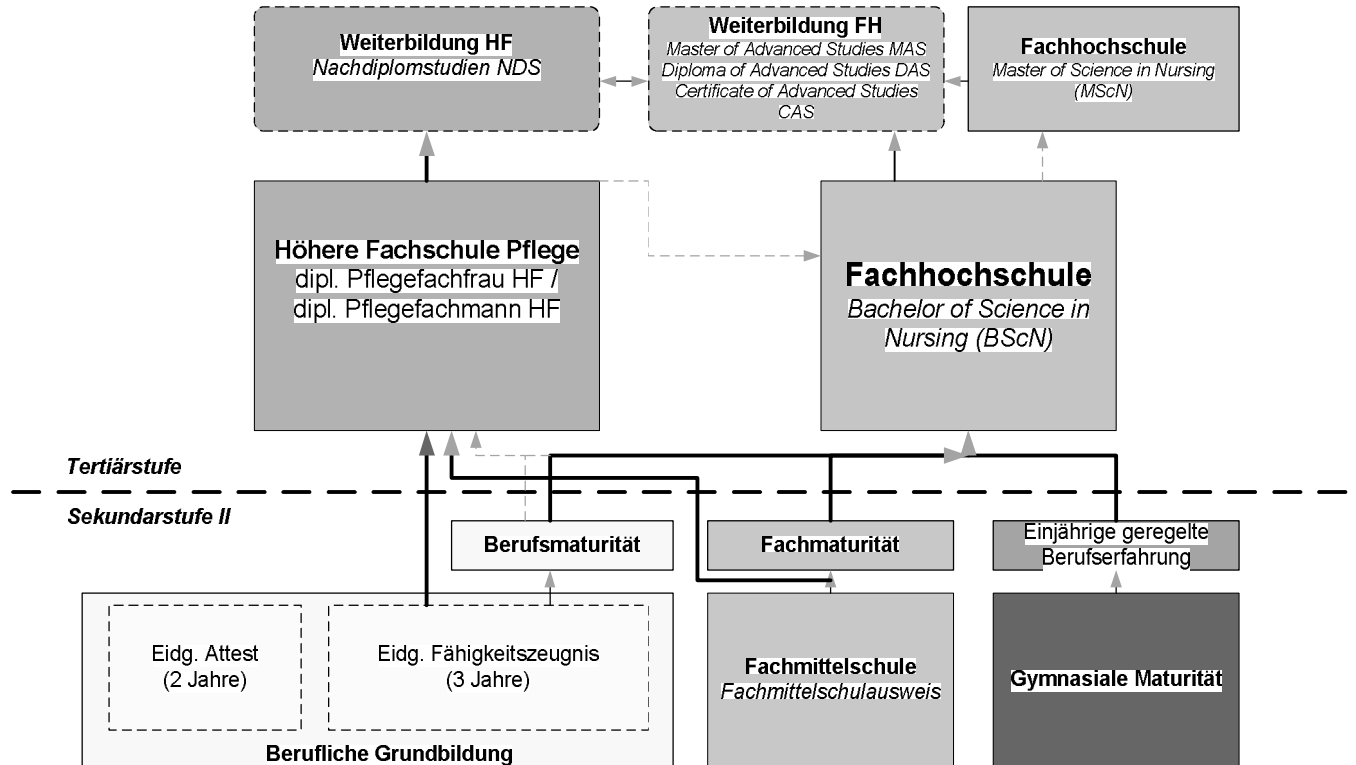 Weiterbildung HF
Nachdiplomstudien NDS
Weiterbildung FH
Master of Advanced Studies MAS
Diploma of Advanced Studies DAS
Certificate of Advanced Studies
CAS
Fachhochschule
Master of Science in Nursing
(MScN)
Höhere Fachschule Pflege
dipl. Pflegefachfrau HF /
dipl. Pflegefachmann HF
Fachhochschule
Bachelor of Science in
Nursing (BScN)
Tertiärstufe
Sekundarstufe II
Berufsmaturität
Fachmaturität
Einjährige geregelte
Berufserfahrung
Eidg. Attest
(2 Jahre)
Eidg. Fähigkeitszeugnis
(3 Jahre)
Berufliche Grundbildung
Fachmittelschule
Fachmittelschulausweis
Gymnasiale Maturität